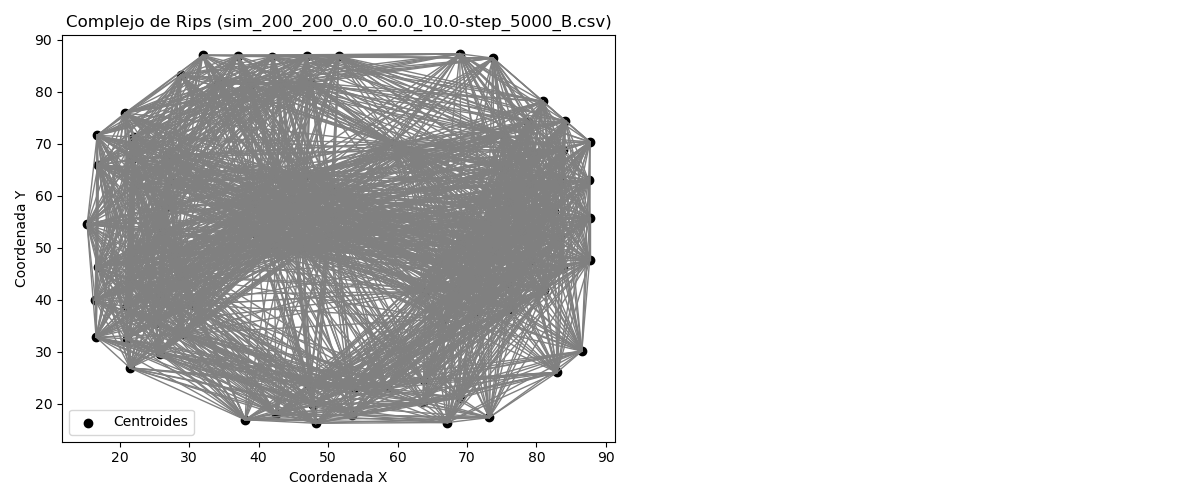 Complejo de Rips (sim_200_200_0.0_60.0_10.0-step_5000_B.csv)
90
80
70
60
50
40
30
20
Coordenada Y
Centroides
20 30 40 50 60 70 80 90
Coordenada X